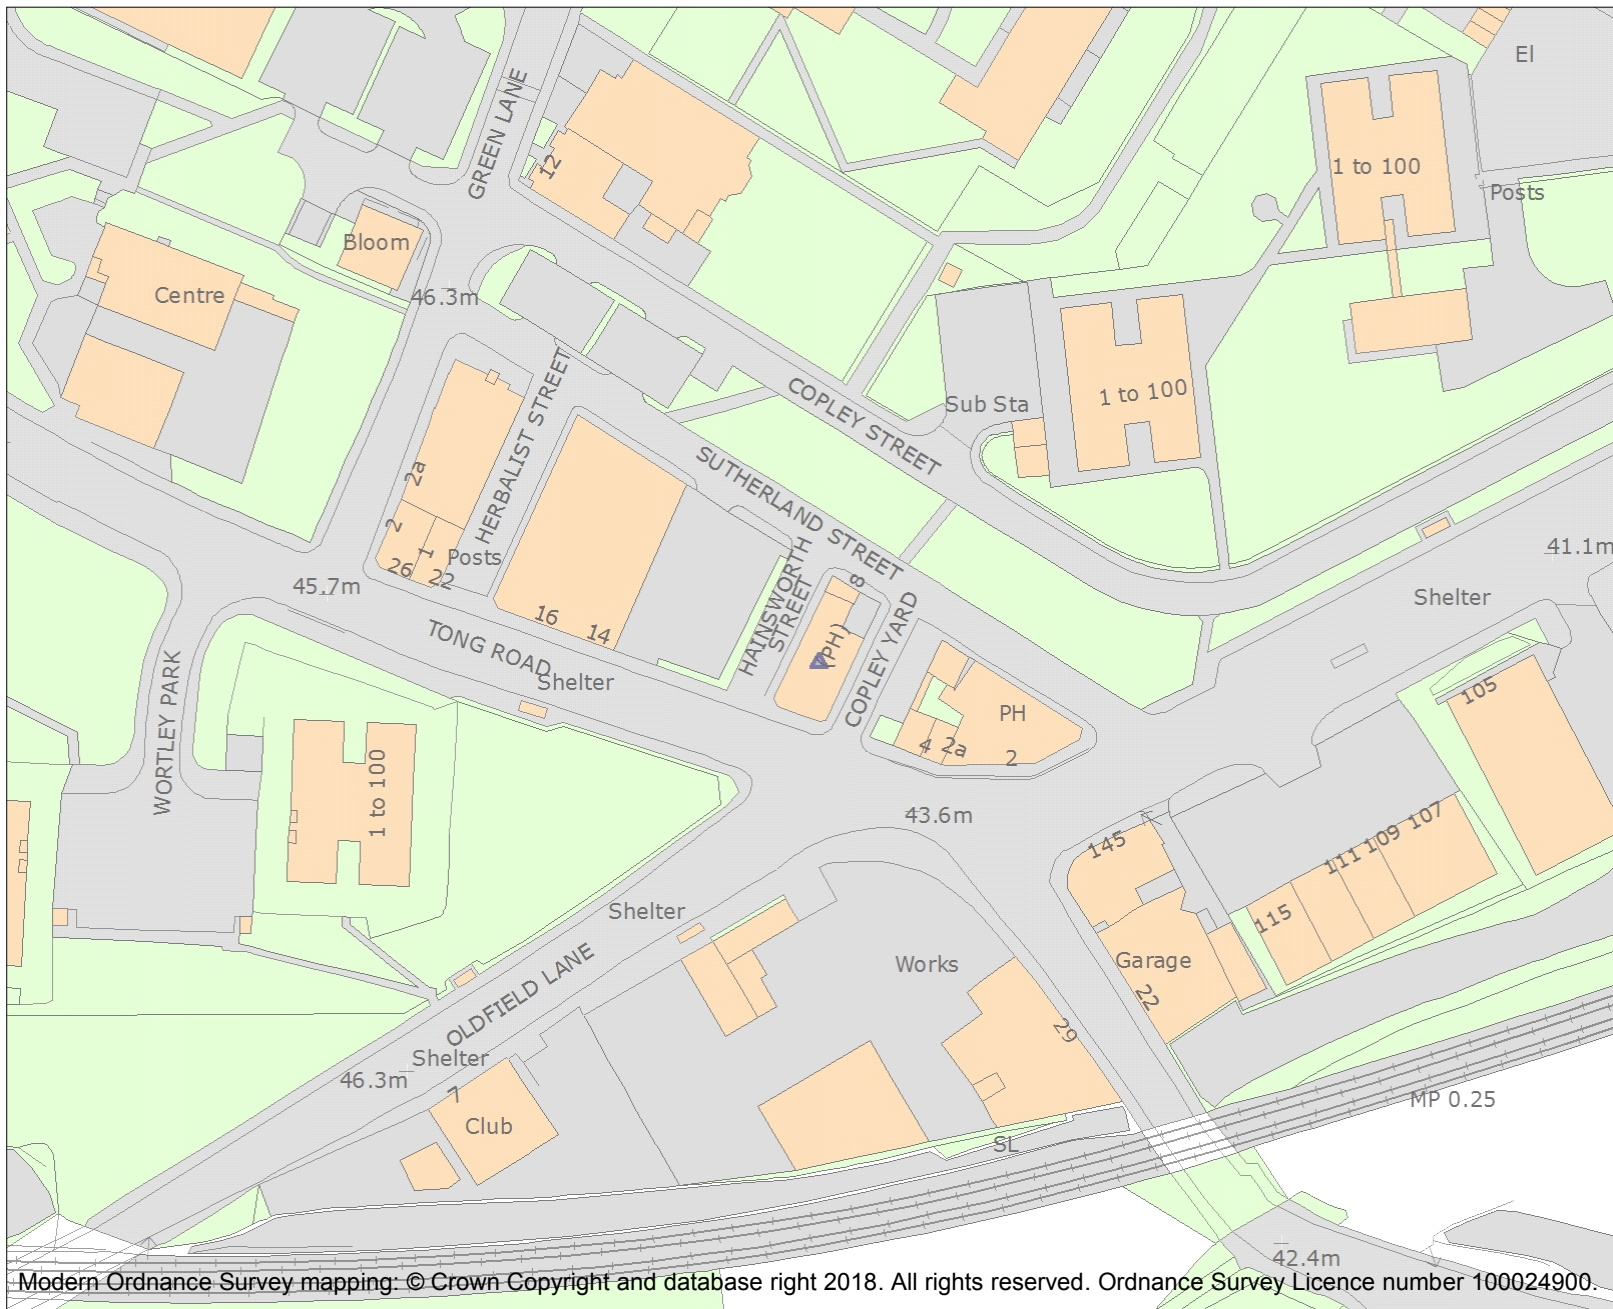 El
GREEN LANE
12
1 to 100
Posts
Bloom
Centre
46.3m
COPLEY STREET
Sub Sta
1 to 100
HERBALIST STREET
SUTHERLAND STREET
2a
2
1
Posts
26
22
41.1m
45.7m
HAINSWORTH
STREET
8
COPLEY YARD
Shelter
16
14
TONG ROAD
(PH)
Shelter
WORTLEY PARK
105
PH
4
2a
2
1 to 100
43.6m
145
111
109
107
115
Shelter
OLDFIELD LANE
Works
Garage
22
29
Shelter
46.3m
7
Club
MP 0.25
SL
42.4m
Modern Ordnance Survey mapping: © Crown Copyright and database right 2018. All rights reserved. Ordnance Survey Licence number 100024900.